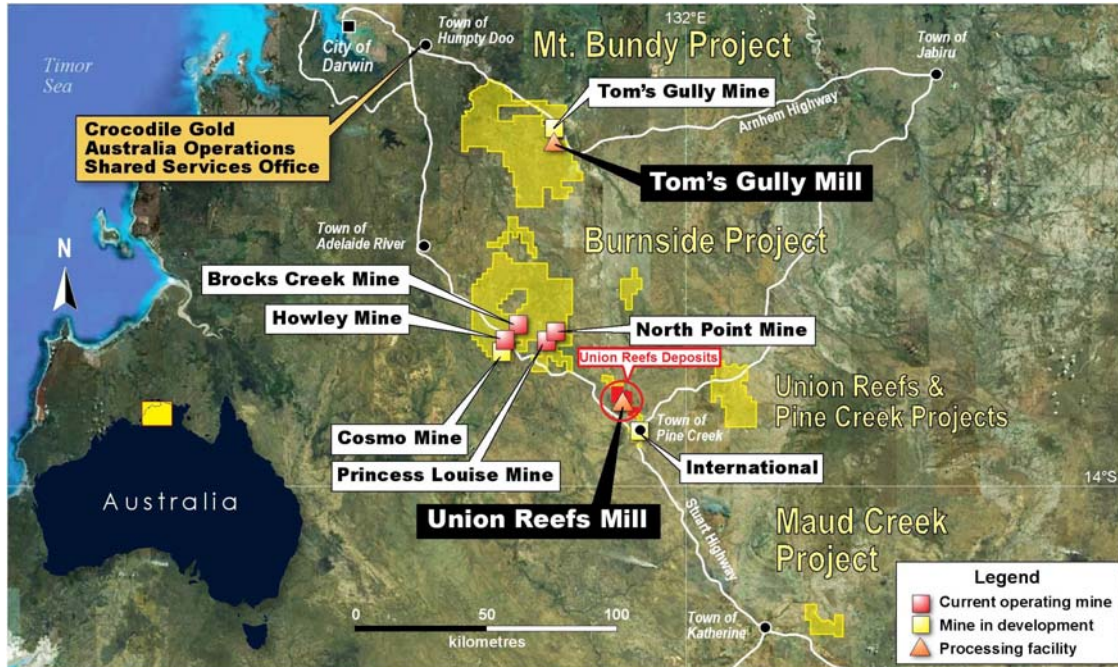 132°E
Town of
Humpty Doo
City of
Darwin
Mt. Bundy Project
Town of
Jabiru
Timor
Sea
Tom's Gully Mine
Arnhem Highway
Crocodile Gold
Australia Operations
Shared Services Office
Tom's Gully Mill
Town of
Adelaide River
Burnside Project
N
Brocks Creek Mine
Howley Mine
North Point Mine
Union Reefs Deposits
Union Reefs &
Pine Creek Projects
Cosmo Mine
Town of
Pine Creek
Princess Louise Mine
International
14°S
Australia
Union Reefs Mill
Stuart Highway
Maud Creek
Project
Legend
Current operating mine
Mine in development
Processing facility
0 50 100
kilometres
Town of
Katherine